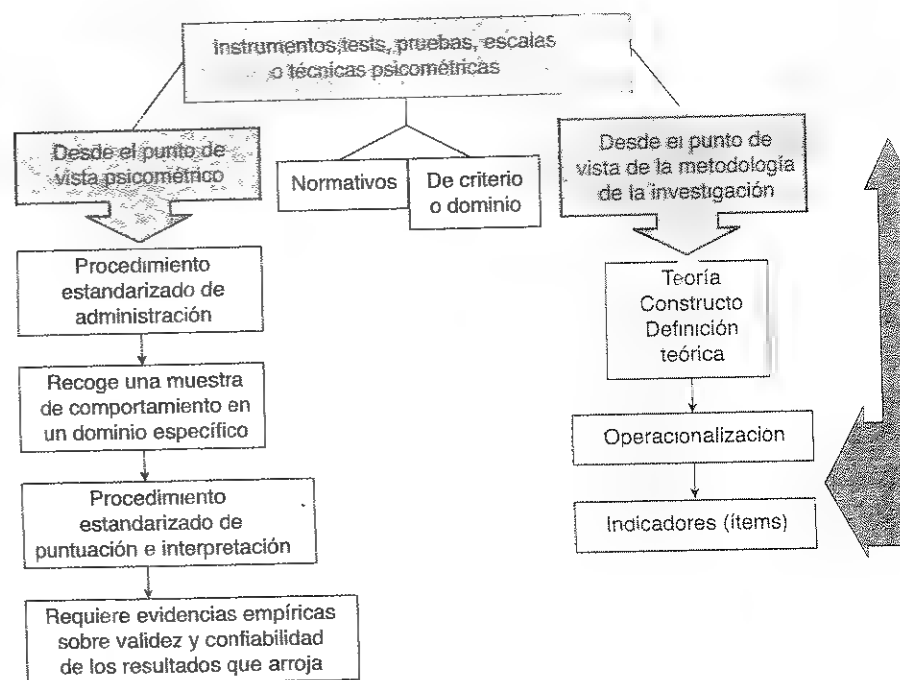 Instrumentos,tests, pruebas, escalas
o técnicas psicométricas
Desde el punto de
vista psicométrico
Normativos
De criterio
o dominio
Desde el punto de
vista de la metodología
de la investigación
Procedimiento
estandarizado de
administración
Recoge una muestra
de comportamiento en
un dominio específico
Procedimiento
estandarizado de
puntuación e interpretación
Requiere evidencias empíricas
sobre validez y confiabilidad
de los resultados que arroja
Teoría
Constructo
Definición
teórica
Operacionalización
Indicadores (ítems)